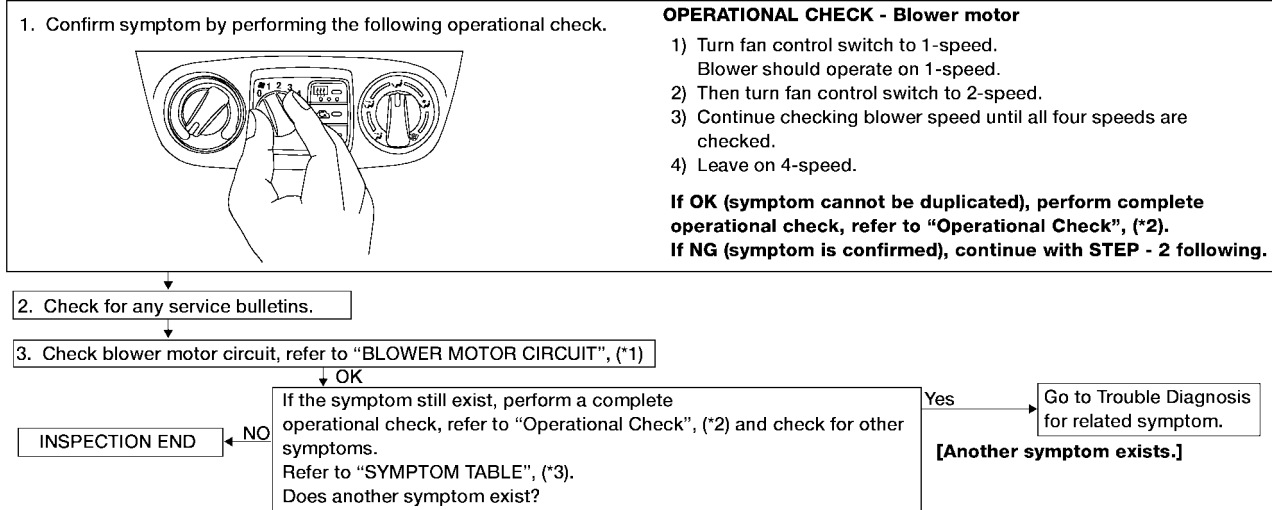 1. Confirm symptom by performing the following operational check.
0 1 2 3 4
OPERATIONAL CHECK - Blower motor
1) Turn fan control switch to 1-speed.
Blower should operate on 1-speed.
2) Then turn fan control switch to 2-speed.
3) Continue checking blower speed until all four speeds are
checked.
4) Leave on 4-speed.
If OK (symptom cannot be duplicated), perform complete
operational check, refer to “Operational Check”, (*2).
If NG (symptom is confirmed), continue with STEP - 2 following.
2. Check for any service bulletins.
3. Check blower motor circuit, refer to “BLOWER MOTOR CIRCUIT”, (*1)
OK
If the symptom still exist, perform a complete
operational check, refer to “Operational Check”, (*2) and check for other
symptoms.
Refer to “SYMPTOM TABLE”, (*3).
Does another symptom exist?
NO
INSPECTION END
Yes
Go to Trouble Diagnosis
for related symptom.
[Another symptom exists.]